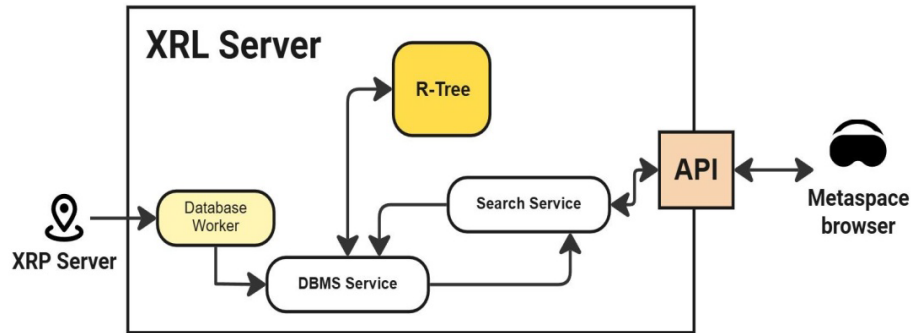 XRL Server
R-Tree
API
Metaspace
browser
Search Service
Database
Worker
XRP Server
DBMS Service